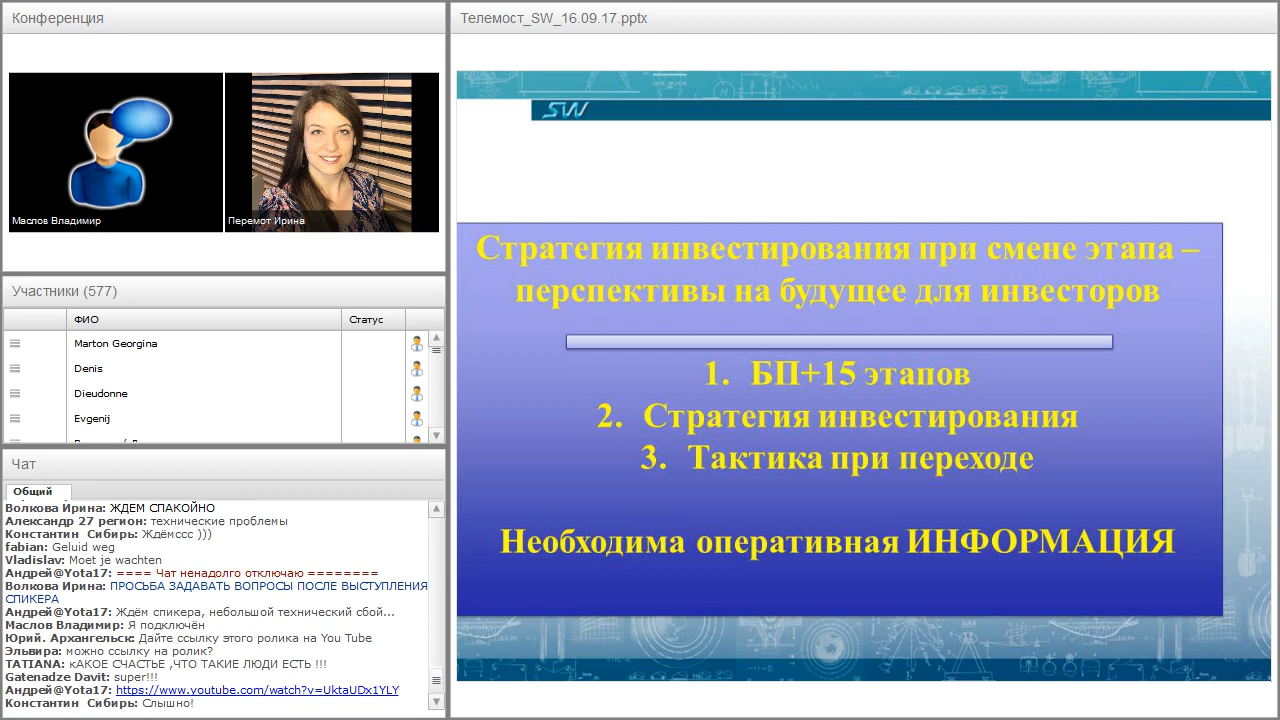 Конференция
Маслов Владимир
Перемот Ирина
Участники (577)
ФИО
Статус
Marton Georgina
Denis
Dieudonne
Evgenij
Чат
Общий
Волкова Ирина: ЖДЕМ СПАКОЙНО
Александр 27 регион: технические проблемы
Константин Сибирь: Ждёмссс )))
fabian: Geluid weg
Vladislav: Moet je wachten
Андрей@Yota17: ==== Чат ненадолго отключаю ========
Волкова Ирина: ПРОСЬБА ЗАДАВАТЬ ВОПРОСЫ ПОСЛЕ ВЫСТУПЛЕНИЯ
СПИКЕРА
Андрей@Yota17: Ждём спикера, небольшой технический сбой...
Маслов Владимир: Я подключён
Юрий. Архангельск: Дайте ссылку этого ролика на You Tube
Эльвира: можно ссылку на ролик?
TATIANA: кАКОЕ СЧАСТЬЕ ,ЧТО ТАКИЕ ЛЮДИ ЕСТЬ !!!
Gatenadze Davit: super!!!
Андрей@Yota17: https://www.youtube.com/watch?v=UktaUDx1YLY
Константин Сибирь: Слышно!
Телемост_SW_16.09.17.pptx
SW
Стратегия инвестирования при смене этапа –
перспективы на будущее для инвесторов
1. БП+15 этапов
2. Стратегия инвестирования
3. Тактика при переходе
Необходима оперативная ИНФОРМАЦИЯ